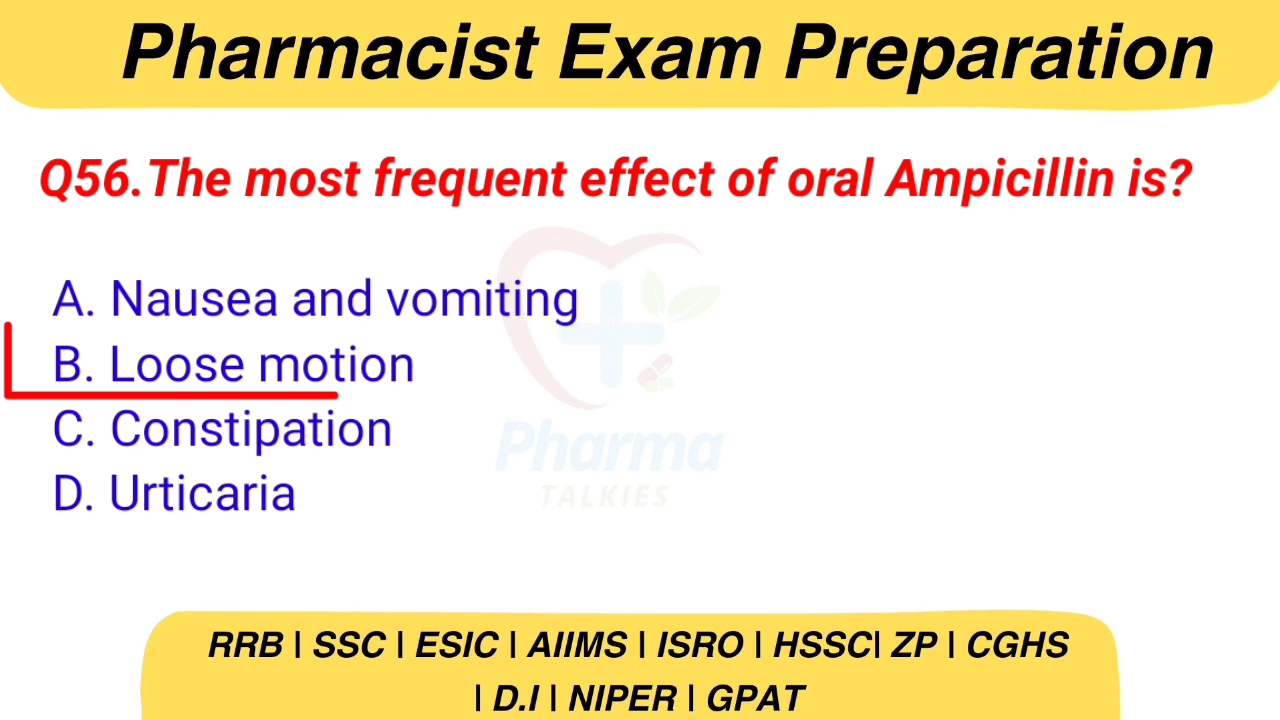 Pharmacist Exam Preparation
Q56.The most frequent effect of oral Ampicillin is?
A. Nausea and vomiting
B. Loose motion
C. Constipation
D. Urticaria
Pharma
TALKIES
RRB | SSC | ESIC | AIIMS | ISRO | HSSC| ZP | CGHS
| D.I | NIPER | GPAT